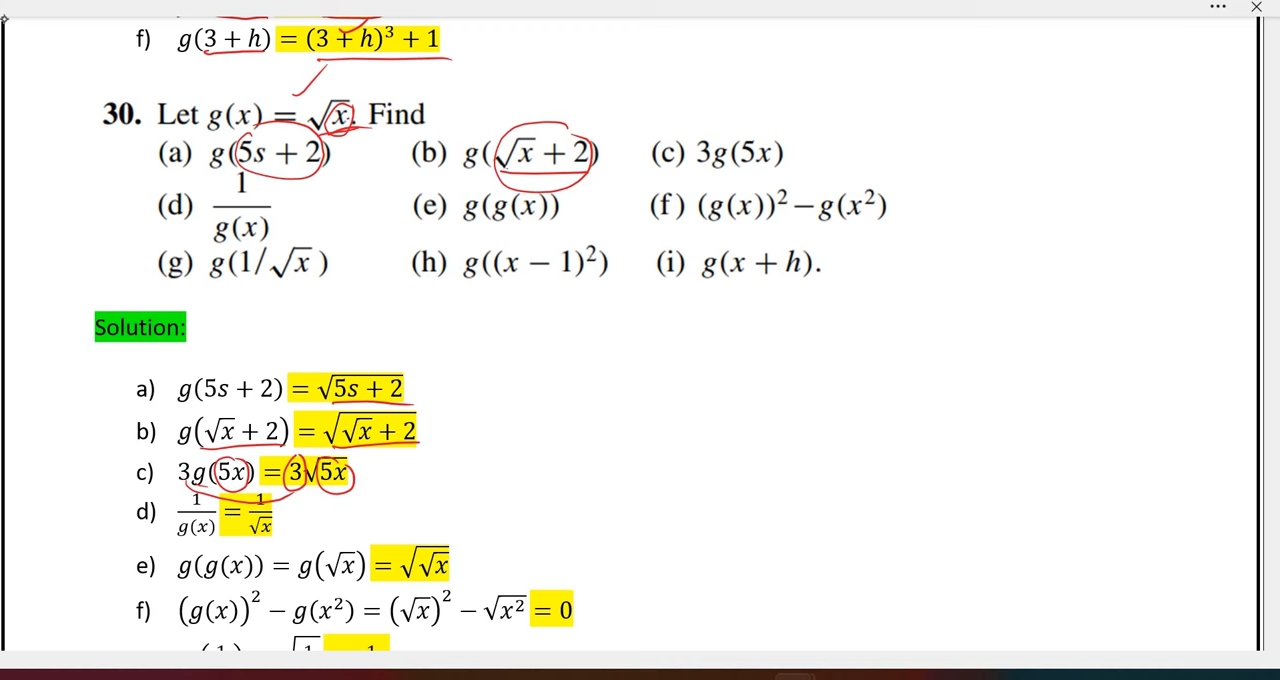 f) g(3 + h) = (3 + h)³ + 1
30. Let g(x) = √x. Find
(a) g(5s + 2) (b) g(√x + 2) (c) 3g(5x)
(d) 1/g(x) (e) g(g(x)) (f) (g(x))² − g(x²)
(g) g(1/√x) (h) g((x − 1)²) (i) g(x + h).
Solution:
a) g(5s + 2) = √(5s + 2)
b) g(√x + 2) = √(√x + 2)
c) 3g(5x) = 3√(5x)
d) 1/g(x) = 1/√x
e) g(g(x)) = g(√x) = √√x
f) (g(x))² − g(x²) = (√x)² − √x² = 0